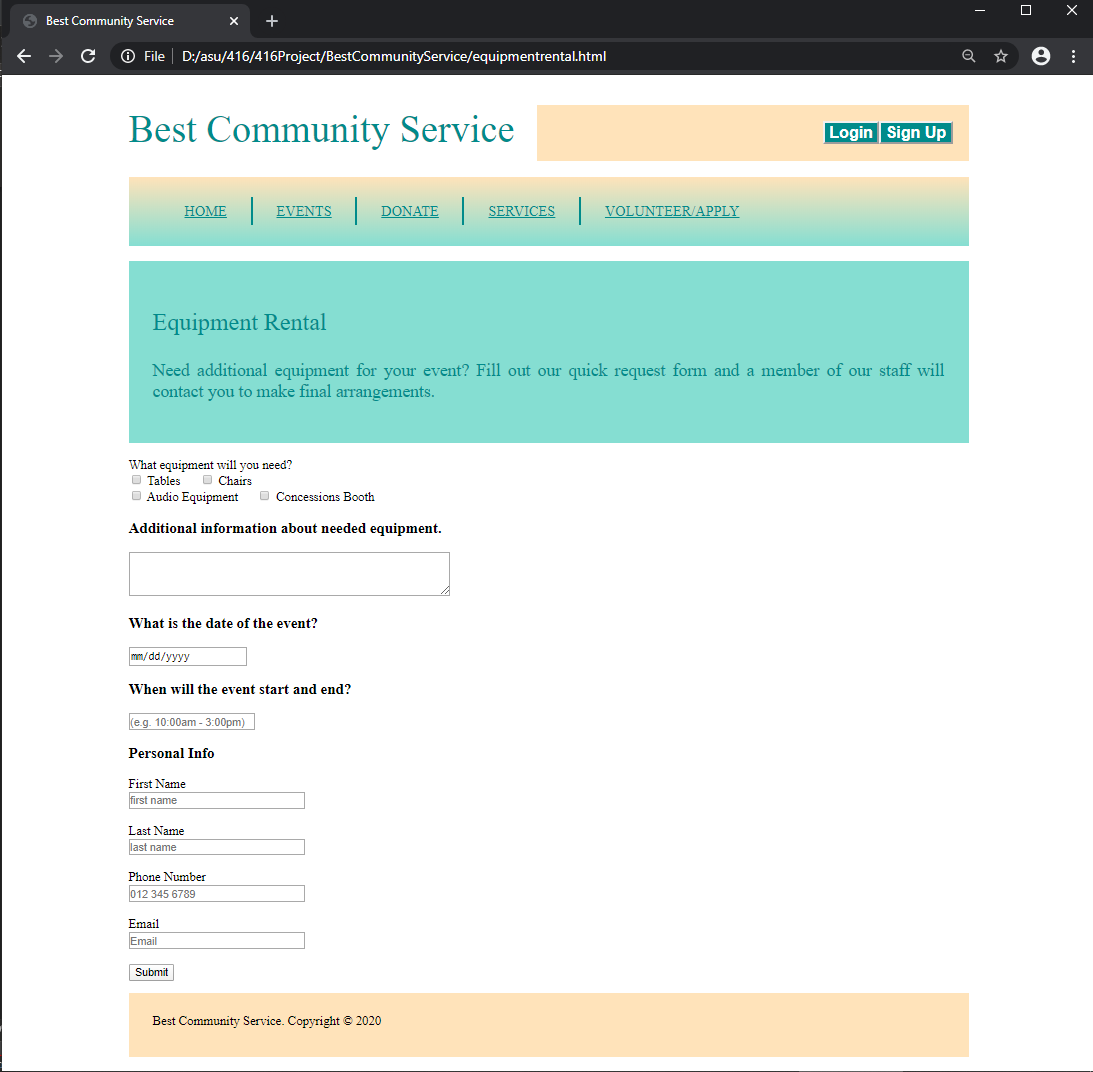 Best Community Service
File D:/asu/416/416Project/BestCommunityService/equipmentrental.html
Best Community Service
Login Sign Up
HOME EVENTS DONATE SERVICES VOLUNTEER/APPLY
Equipment Rental
Need additional equipment for your event? Fill out our quick request form and a member of our staff will
contact you to make final arrangements.
What equipment will you need?
Tables Chairs
Audio Equipment Concessions Booth
Additional information about needed equipment.
What is the date of the event?
mm/dd/yyyy
When will the event start and end?
(e.g. 10:00am - 3:00pm)
Personal Info
First Name
first name
Last Name
last name
Phone Number
012 345 6789
Email
Email
Submit
Best Community Service. Copyright © 2020